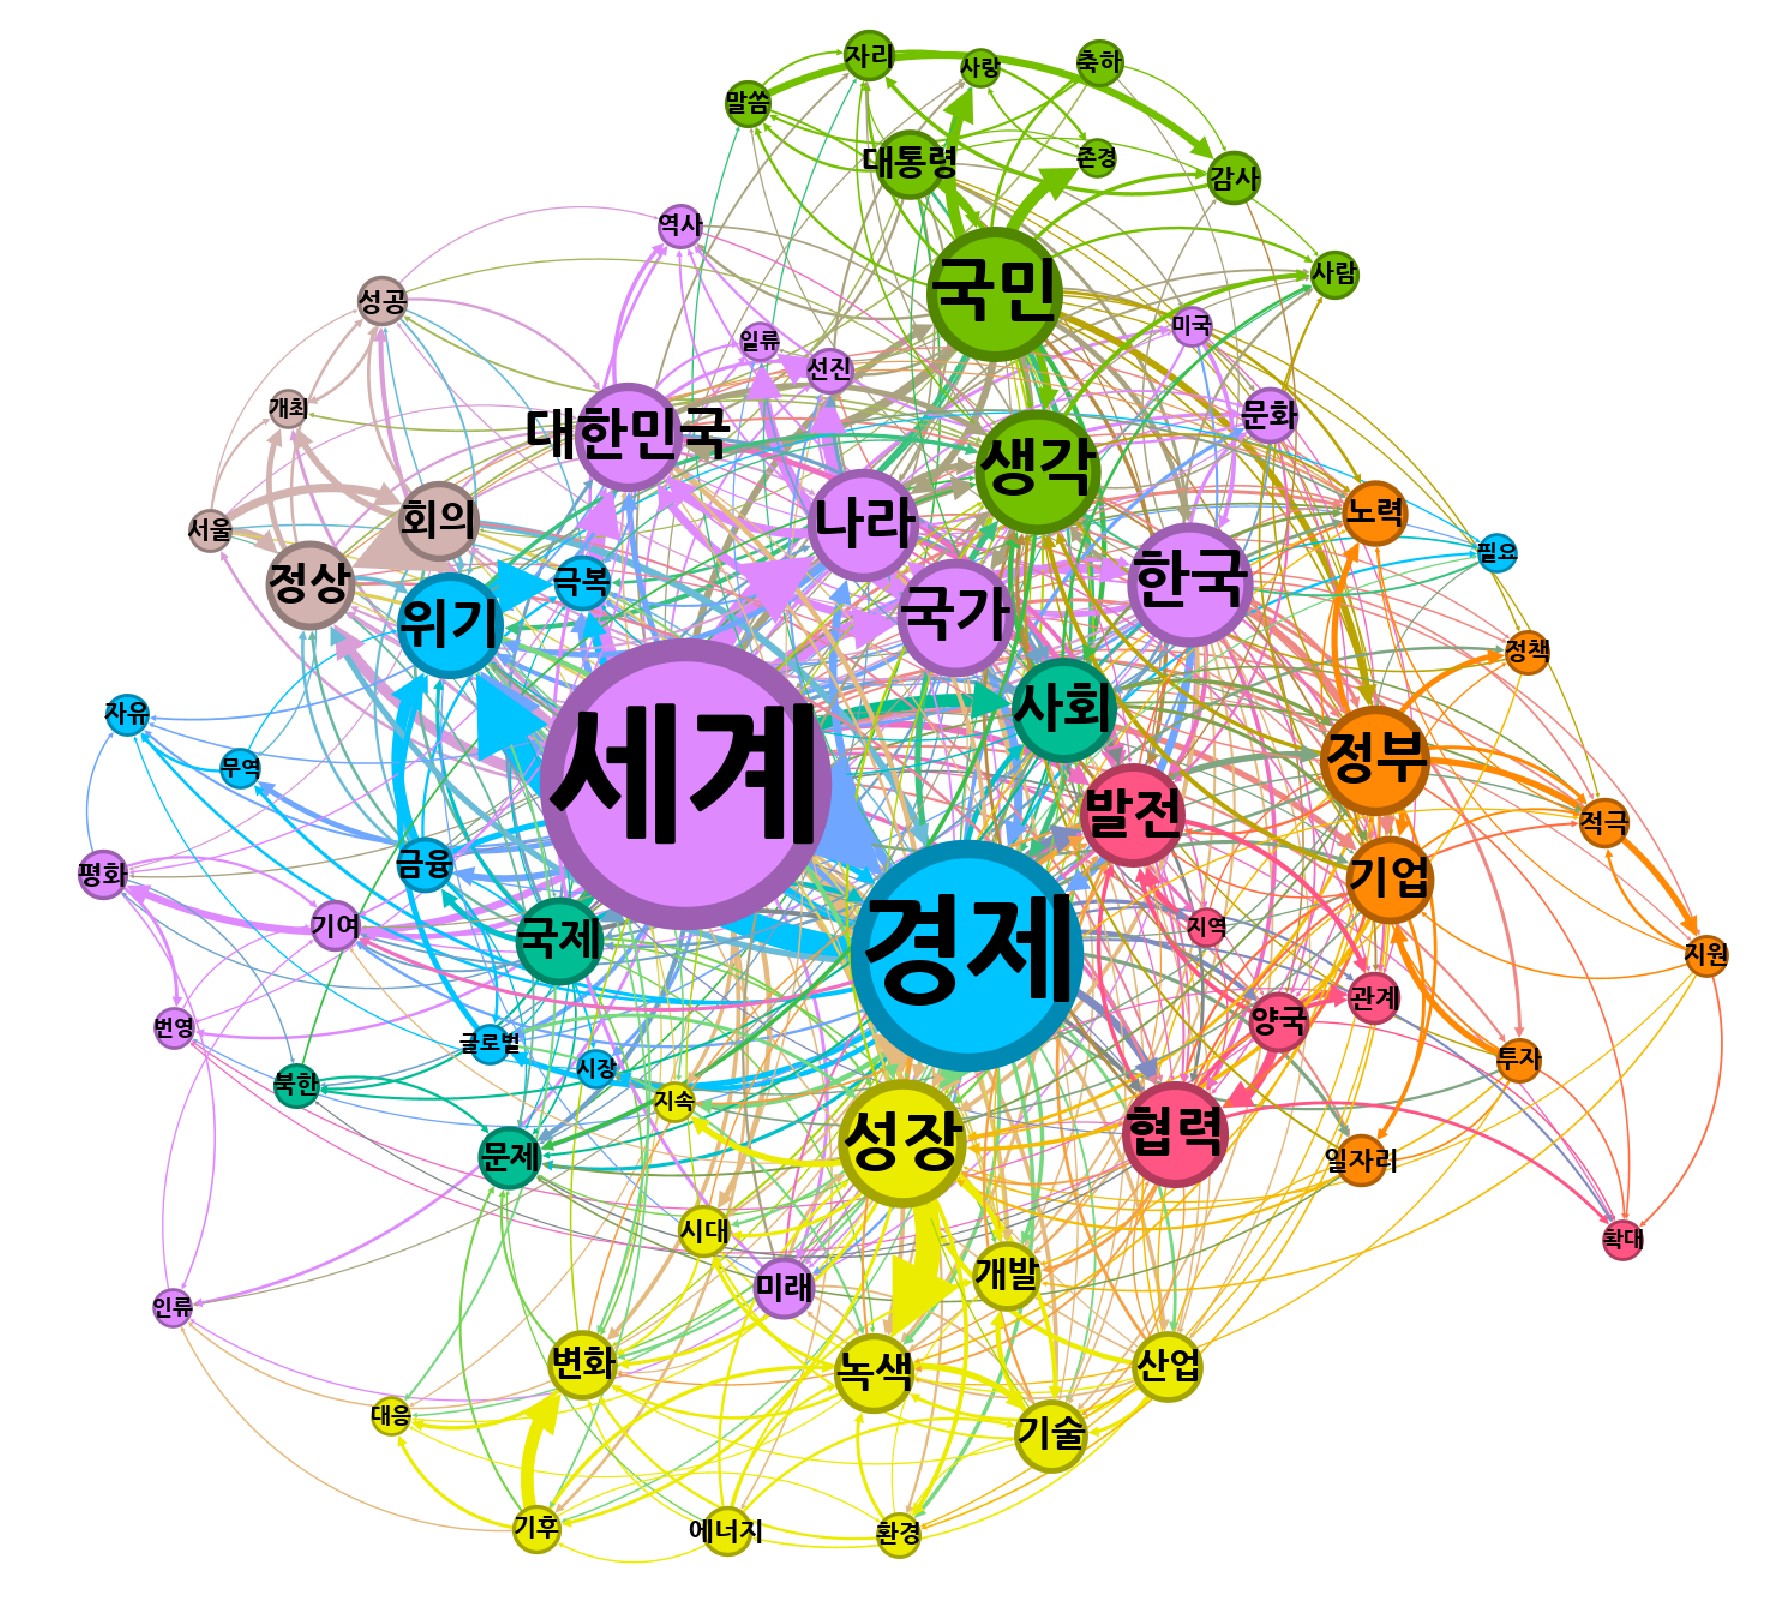 자리
사랑
축하
말씀
대통령
존경
감사
역사
국민
사람
성공
일류
선진
미국
개최
대한민국
문화
생각
서울
회의
나라
노력
정상
극복
위기
국가
한국
필요
정책
자유
사회
무역
세계
발전
정부
적극
평화
금융
기업
기여
국제
경제
지역
지원
번영
글로벌
시장
양국
관계
북한
지속
투자
문제
성장
협력
일자리
시대
확대
인류
미래
개발
변화
녹색
산업
대응
기술
기후
에너지
환경